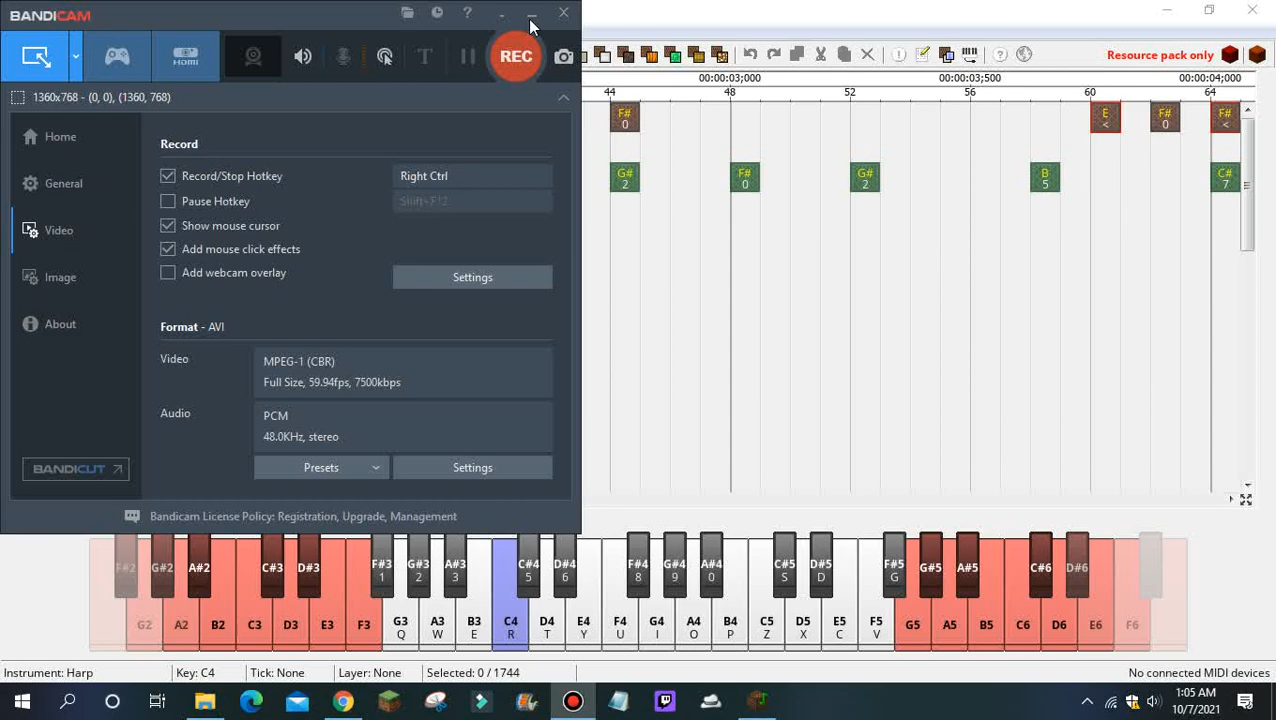 BANDICAM
HDMI
REC
T
Resource pack only
1360x768 - (0, 0), (1360, 768)
00:00:03;000
00:00:03;500
00:00:04;000
44 48 52 56 60 64
Home
General
Video
Image
About
BANDICUT
Record
Record/Stop Hotkey
Right Ctrl
Pause Hotkey
Shift+F12
Show mouse cursor
Add mouse click effects
Add webcam overlay
Settings
Format - AVI
Video
MPEG-1 (CBR)
Full Size, 59.94fps, 7500kbps
Audio
PCM
48.0KHz, stereo
Presets
Settings
Bandicam License Policy: Registration, Upgrade, Management
F# E F# F#
0 < 0 <
G# F# G# B C#
2 0 2 5 7
F#2 G#2 A#2 C#3 D#3 F#3 G#3 A#3 C#4 D#4 F#4 G#4 A#4 C#5 D#5 F#5 G#5 A#5 C#6 D#6
1 2 3 5 6 8 9 0 S D G
G2 A2 B2 C3 D3 E3 F3 G3 A3 B3 C4 D4 E4 F4 G4 A4 B4 C5 D5 E5 F5 G5 A5 B5 C6 D6 E6 F6
Q W E R T Y U I O P Z X C V
Instrument: Harp
Key: C4
Tick: None
Layer: None
Selected: 0 / 1744
No connected MIDI devices
1:05 AM
10/7/2021